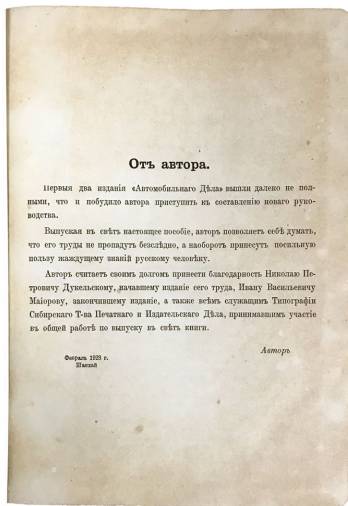 Отъ автора.
Первыя два изданія «Автомобильнаго Дѣла» вышли далеко не пол-
ными, что и побудило автора приступить къ составленію новаго руко-
водства.
Выпуская въ свѣтъ настоящее пособіе, авторъ позволяетъ себѣ думать,
что его труды не пропадутъ безслѣдно, а наоборотъ принесутъ посильную
пользу жаждущему знаній русскому человѣку.
Авторъ считаетъ своимъ долгомъ принести благодарность Николаю Пе-
тровичу Дукельскому, начавшему изданіе сего труда, Ивану Васильевичу
Маіорову, закончившему изданіе, а также всѣмъ служащимъ Типографіи
Сибирскаго Т-ва Печатнаго и Издательскаго Дѣла, принимавшимъ участіе
въ общей работѣ по выпуску въ свѣтъ книги.
Авторъ
Февраль 1923 г.
Шанхай